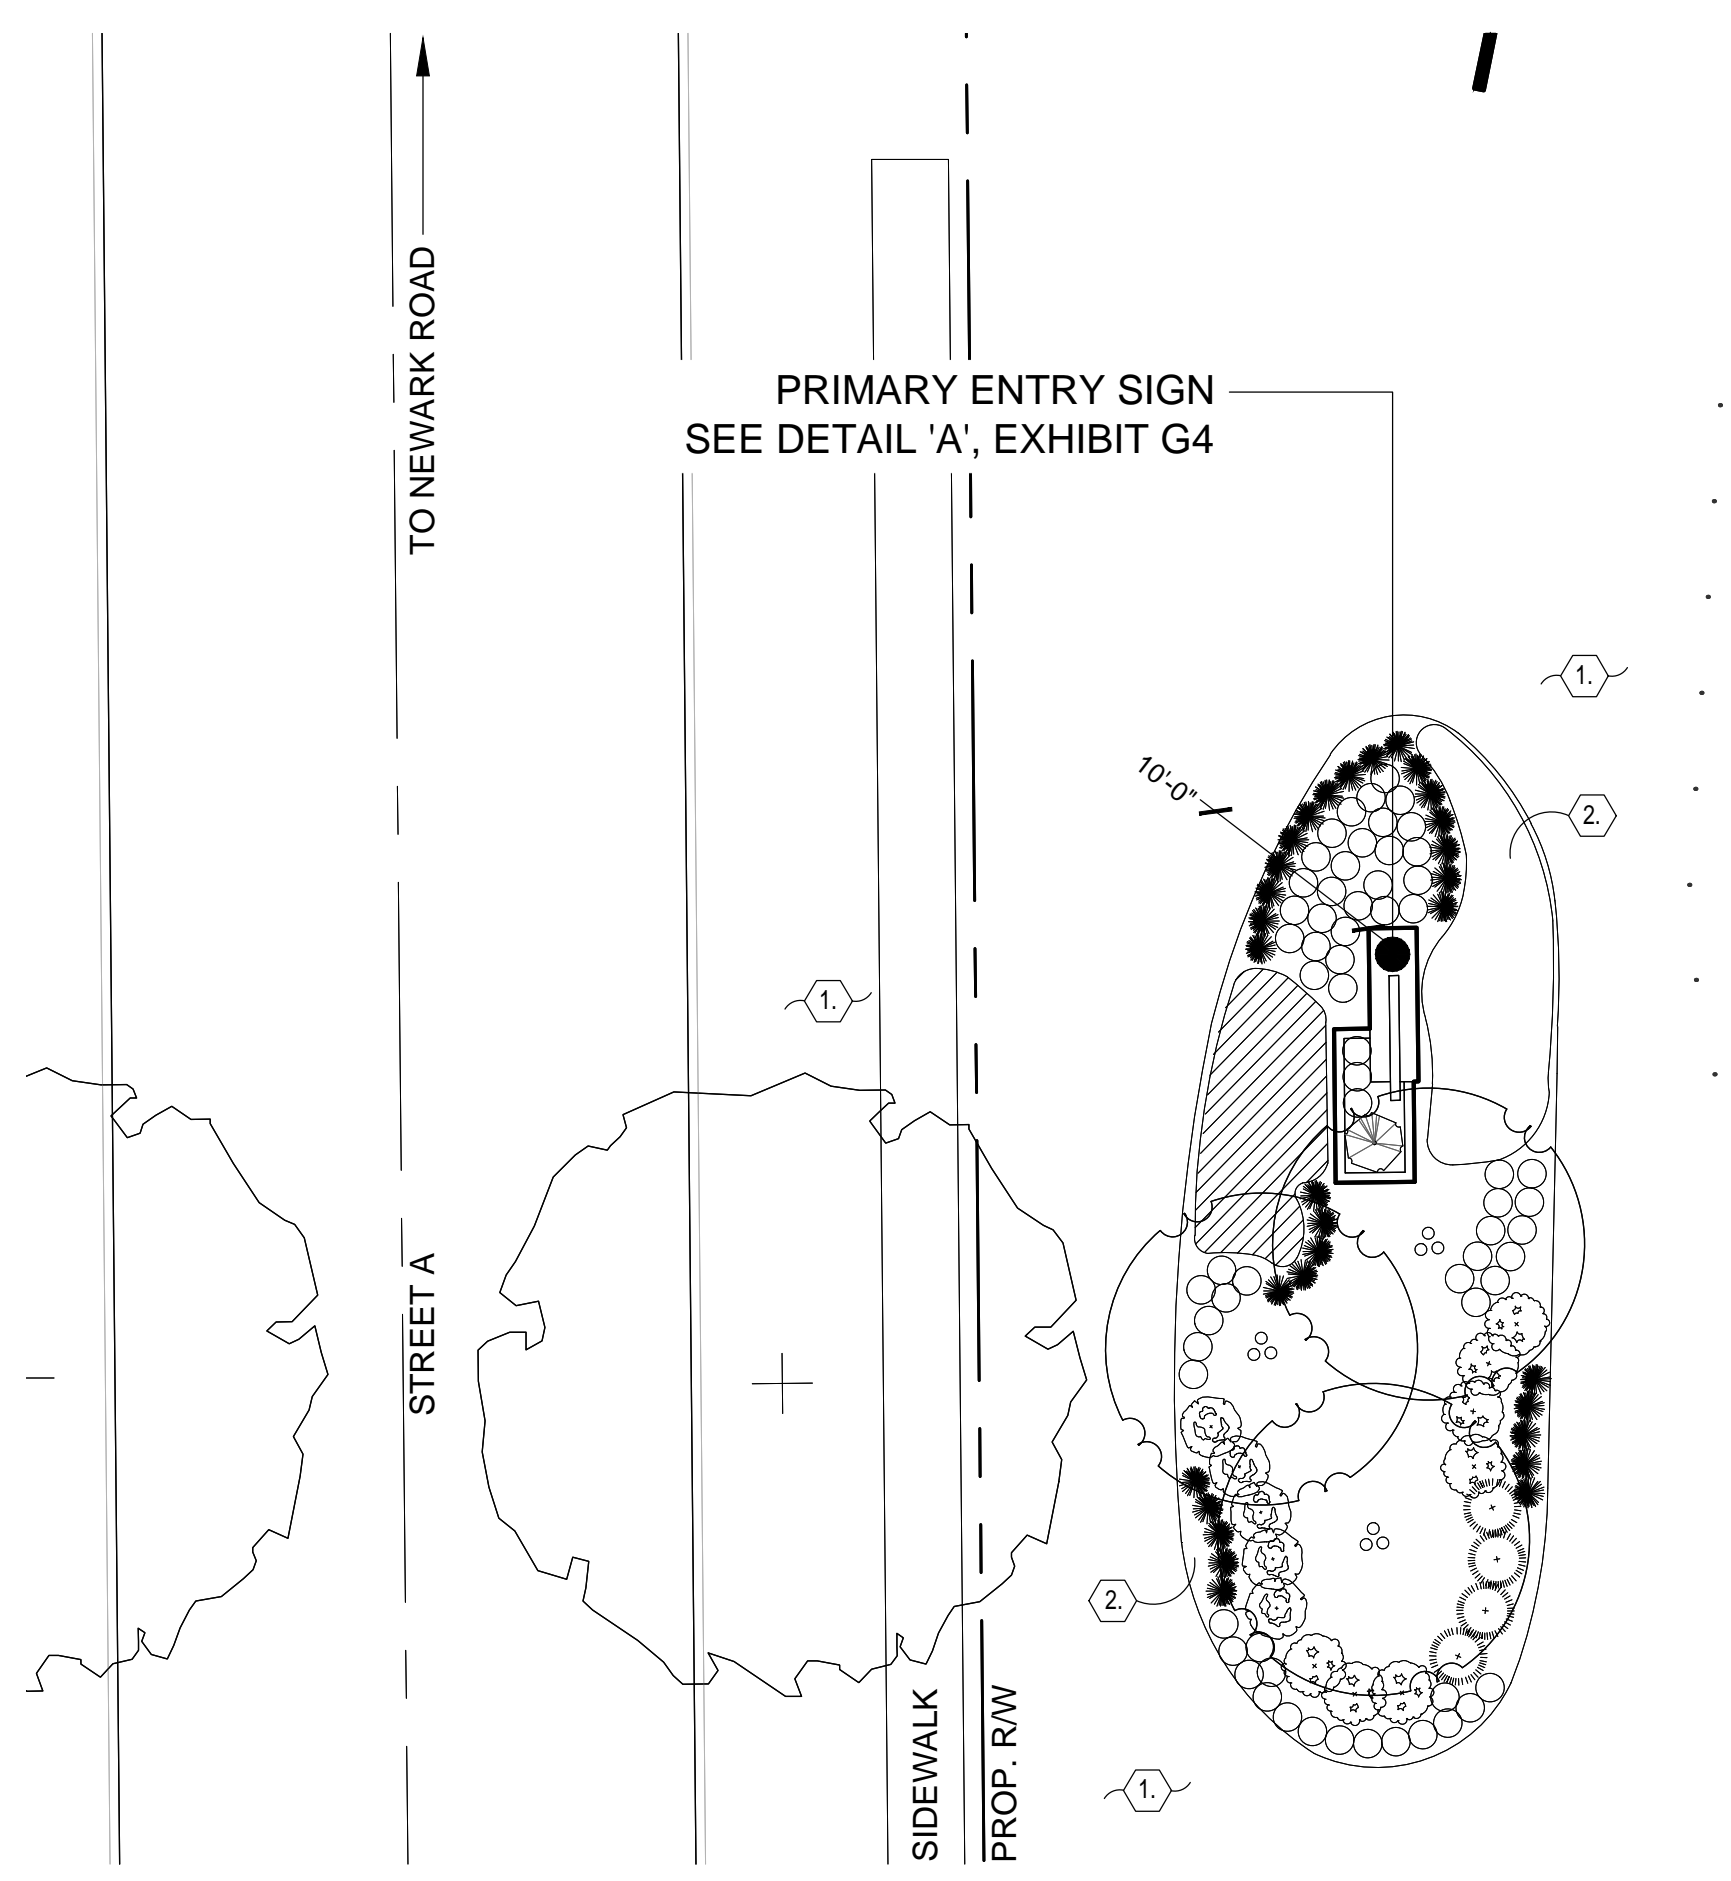 TO NEWARK ROAD
PRIMARY ENTRY SIGN
SEE DETAIL 'A', EXHIBIT G4
1.
10'-0"
2.
1.
STREET A
2.
SIDEWALK
PROP. R/W
1.